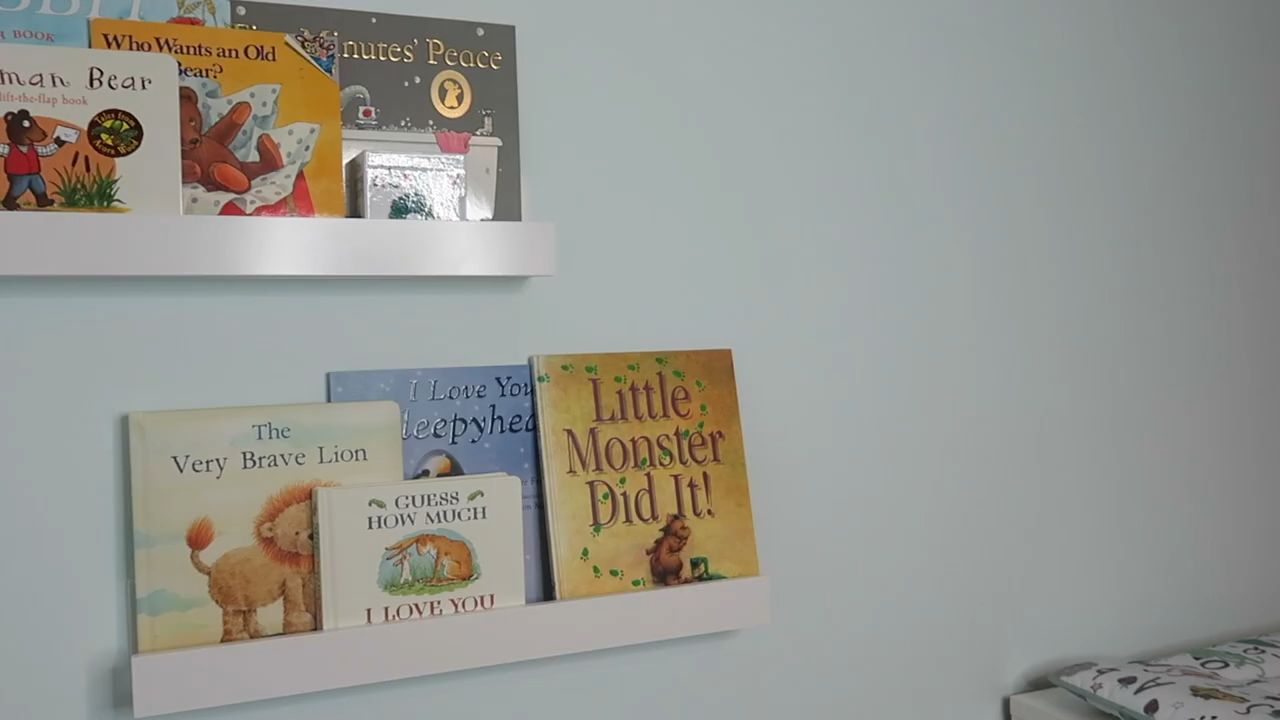 A BOOK
Who Wants an Old
Bear?
Minutes' Peace
man Bear
lift-the-flap book
Tales from
Acorn Wood
The
Very Brave Lion
I Love You
leepyhea
GUESS
HOW MUCH
I LOVE YOU
Little
Monster
Did It!